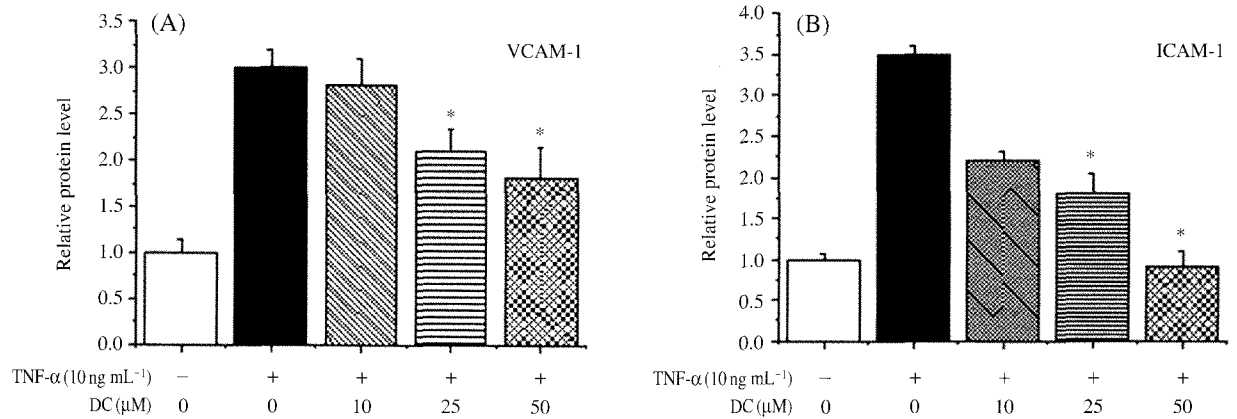 (A)
VCAM-1
Relative protein level
3.5
3.0
2.5
2.0
1.5
1.0
0.5
0.0
* *
TNF-α (10 ng mL⁻¹) − + + + +
DC (μM) 0 0 10 25 50
(B)
ICAM-1
Relative protein level
4.0
3.5
3.0
2.5
2.0
1.5
1.0
0.5
0.0
* *
TNF-α (10 ng mL⁻¹) − + + + +
DC (μM) 0 0 10 25 50